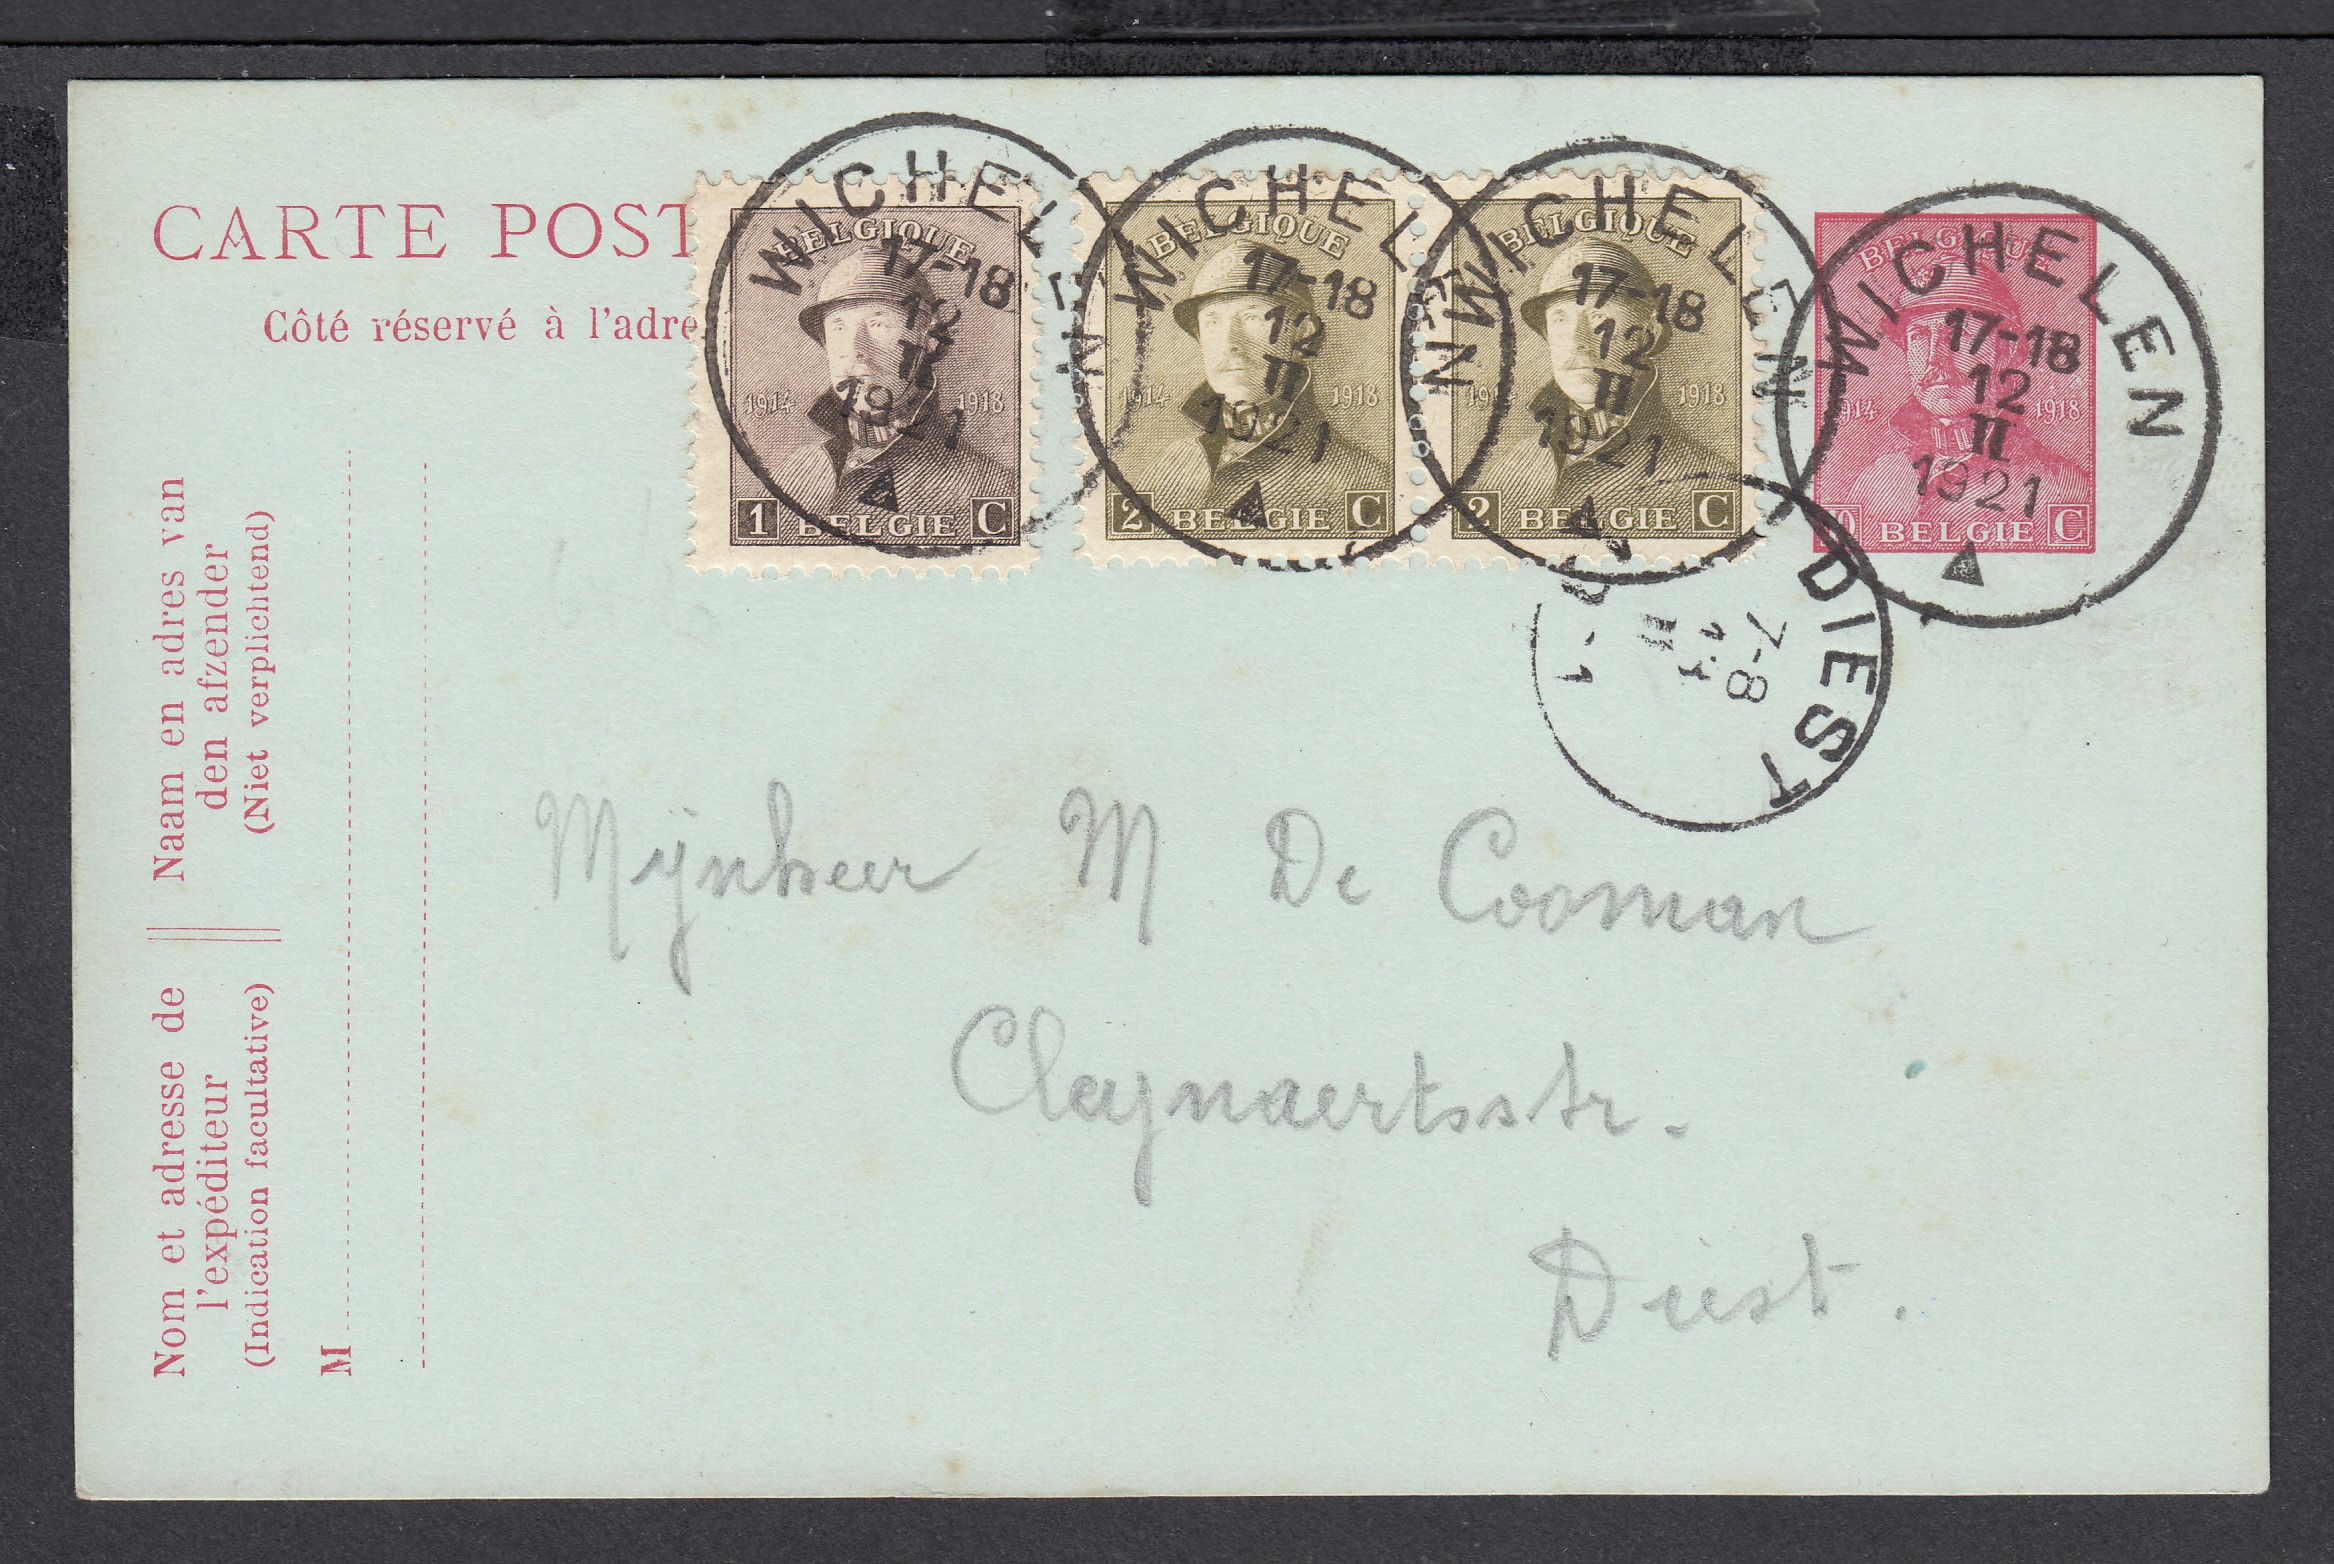 CARTE POST
Côté réservé à l'adre
BELGIQUE
1914 1918
1 BELGIE C
BELGIQUE
1914 1918
2 BELGIE C
BELGIQUE
1914 1918
2 BELGIE C
BELGIQUE
1914 1918
BELGIE C
WICHELEN
17-18
12
II
1921
WICHELEN
17-18
12
II
1921
WICHELEN
17-18
12
II
1921
WICHELEN
17-18
12
II
1921
DIEST
7-8
II
Mijnheer M De Cooman
Cleynaertsstr.
Diest.
Naam en adres van
den afzender
(Niet verplichtend)
Nom et adresse de
l'expéditeur
(Indication facultative)
M